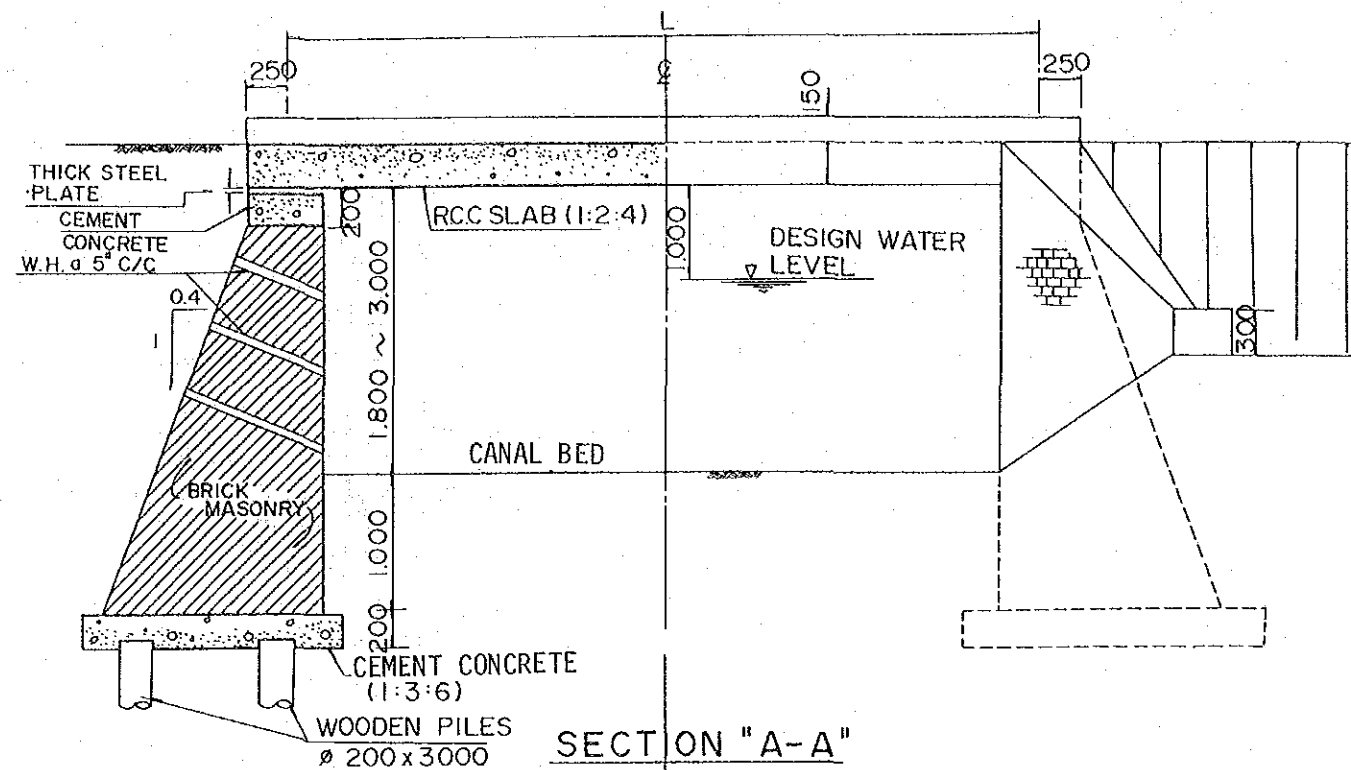 L
250
℄
150
250
THICK STEEL
PLATE
CEMENT
CONCRETE
W.H. a 5" C/C
200
RCC SLAB (1:2:4)
1.000
DESIGN WATER
LEVEL
0.4
1
1.800 ~ 3.000
300
CANAL BED
BRICK
MASONRY
1.000
200
CEMENT CONCRETE
(1:3:6)
WOODEN PILES
ø 200x3000
SECTION "A-A"